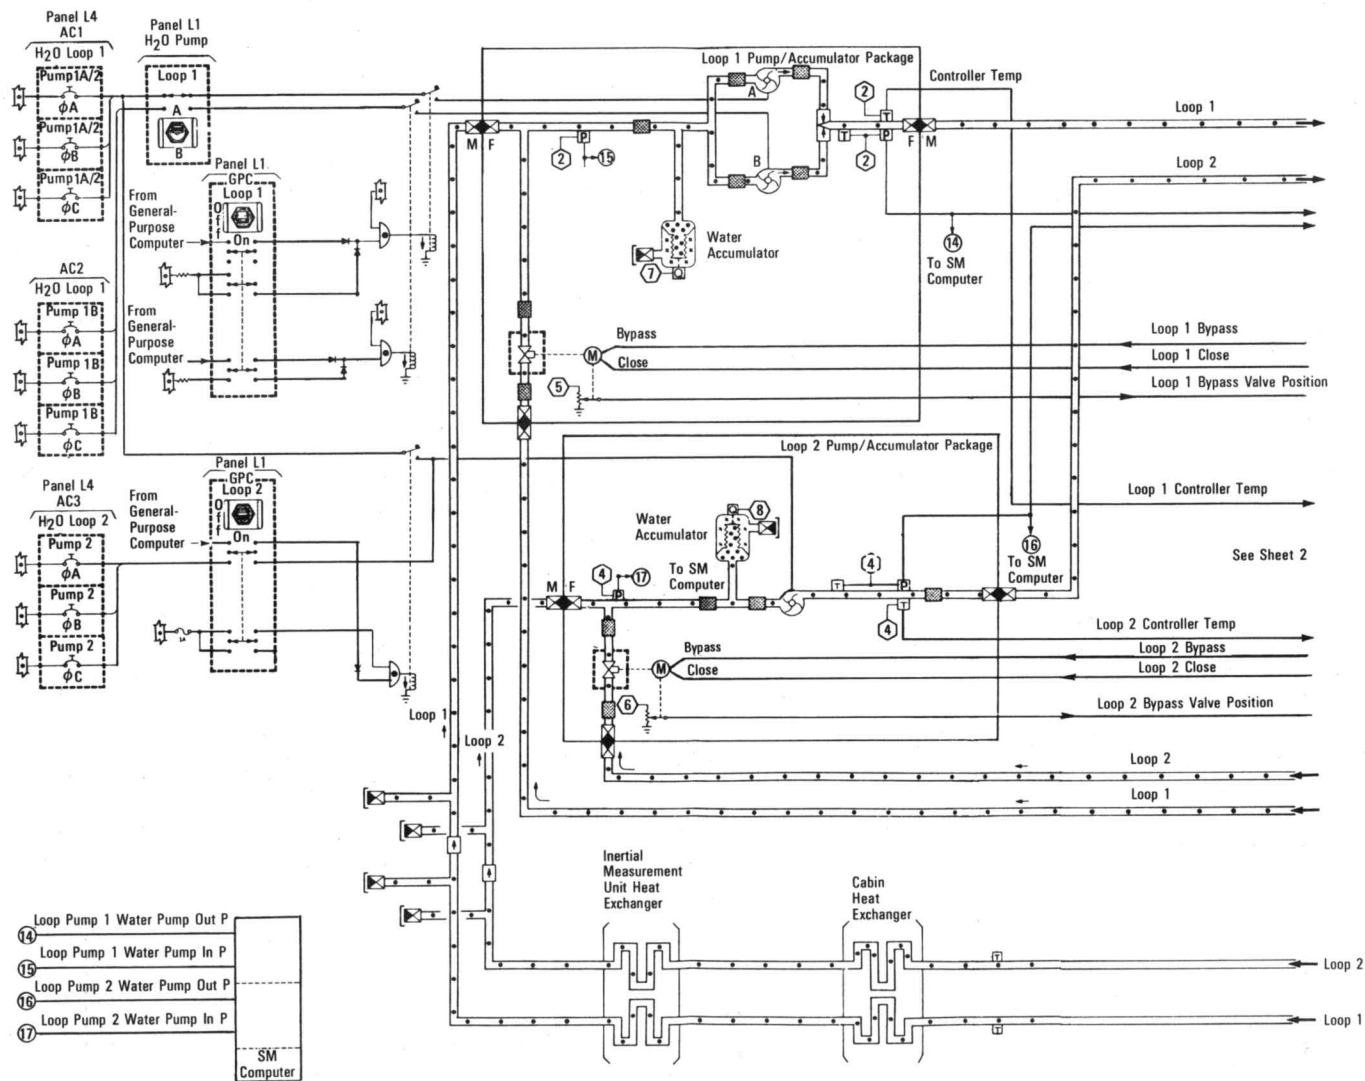 Panel L4
AC1
H2O Loop 1
Pump1A/2
ϕA
Pump1A/2
ϕB
Pump1A/2
ϕC
Panel L1
H2O Pump
Loop 1
A
B
Panel L1
GPC
Loop 1
Off
On
From
General-
Purpose
Computer
From
General-
Purpose
Computer
AC2
H2O Loop 1
Pump 1B
ϕA
Pump 1B
ϕB
Pump 1B
ϕC
Panel L4
AC3
H2O Loop 2
Pump 2
ϕA
Pump 2
ϕB
Pump 2
ϕC
Panel L1
GPC
Loop 2
Off
On
From
General-
Purpose
Computer
1A
Loop 1 Pump/Accumulator Package
A
B
M F
2
P
15
Water
Accumulator
7
2
T
T
P
2
F M
Controller Temp
Loop 1
Loop 2
14
To SM
Computer
Bypass
M
Close
5
Loop 1 Bypass
Loop 1 Close
Loop 1 Bypass Valve Position
Loop 2 Pump/Accumulator Package
Water
Accumulator
8
To SM
Computer
M F
4
P
17
T
4
P
T
4
16
To SM
Computer
Loop 1 Controller Temp
See Sheet 2
Loop 2 Controller Temp
Bypass
M
Close
6
Loop 2 Bypass
Loop 2 Close
Loop 2 Bypass Valve Position
Loop 1
Loop 2
Loop 2
Loop 1
Inertial
Measurement
Unit Heat
Exchanger
Cabin
Heat
Exchanger
T
Loop 2
T
Loop 1
Loop Pump 1 Water Pump Out P
14
Loop Pump 1 Water Pump In P
15
Loop Pump 2 Water Pump Out P
16
Loop Pump 2 Water Pump In P
17
SM
Computer